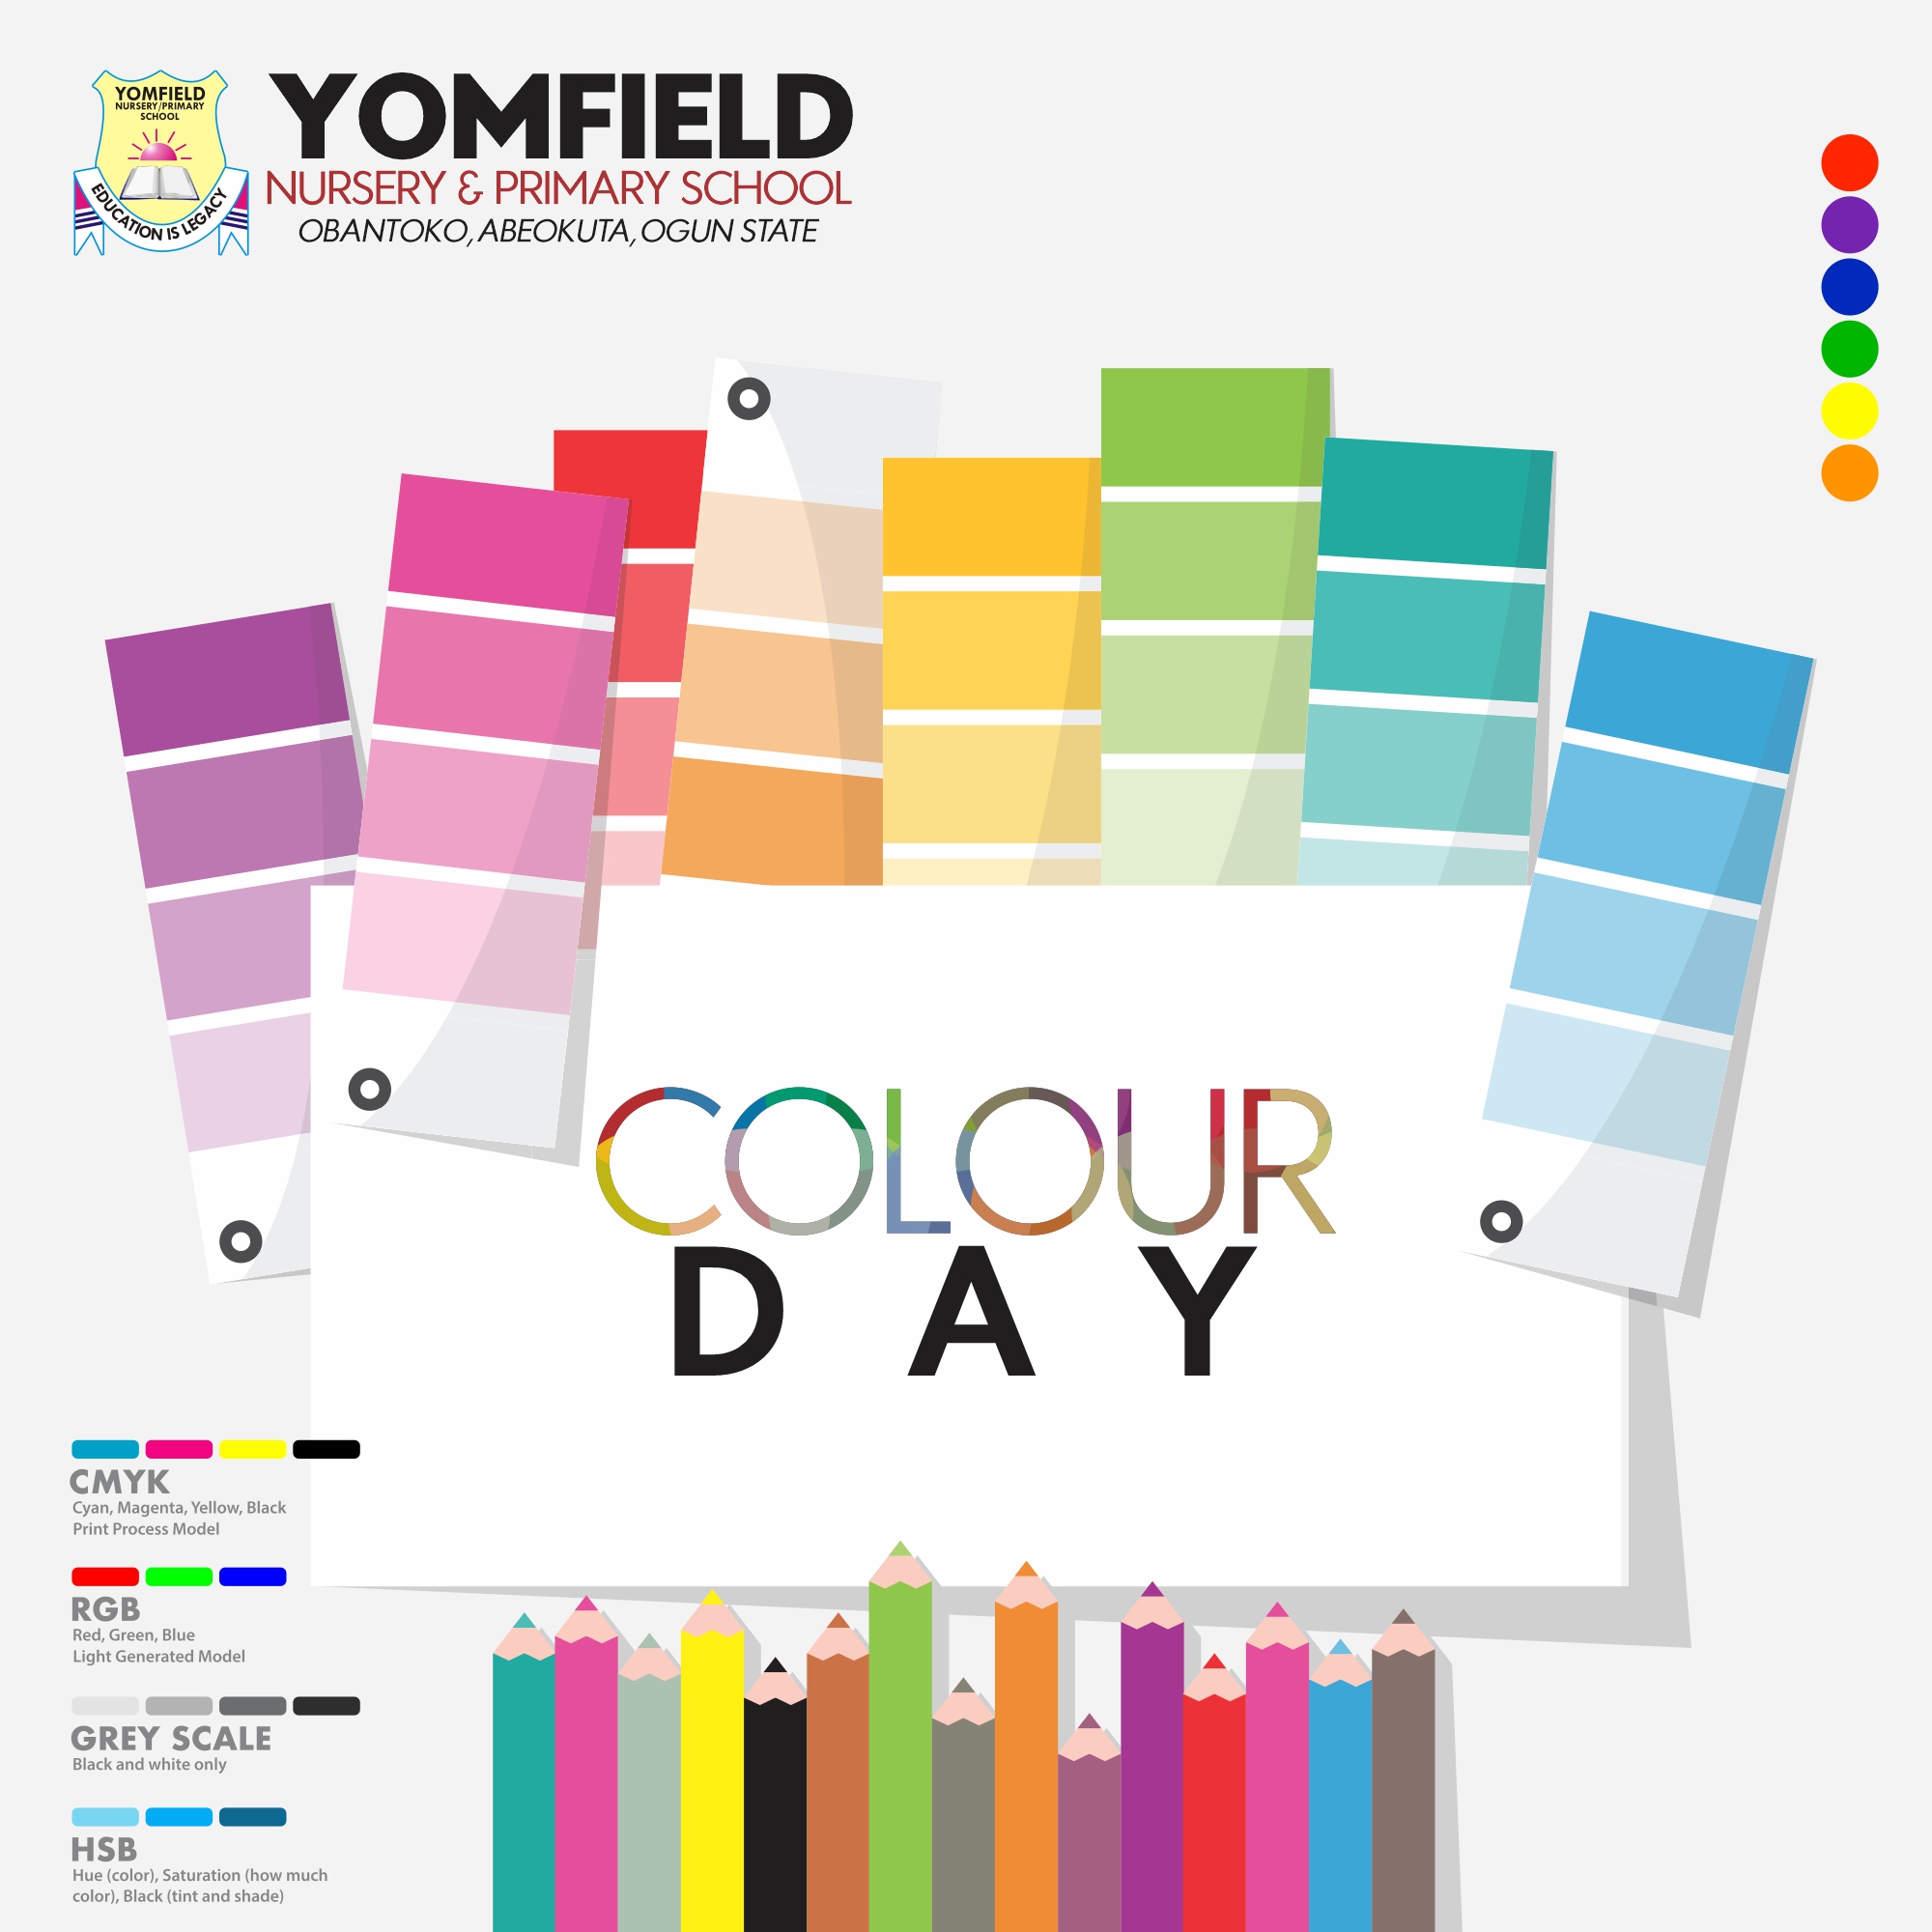 YOMFIELD
NURSERY/PRIMARY
SCHOOL
EDUCATION IS LEGACY
YOMFIELD
NURSERY & PRIMARY SCHOOL
OBANTOKO, ABEOKUTA, OGUN STATE
COLOUR
DAY
CMYK
Cyan, Magenta, Yellow, Black
Print Process Model
RGB
Red, Green, Blue
Light Generated Model
GREY SCALE
Black and white only
HSB
Hue (color), Saturation (how much
color), Black (tint and shade)